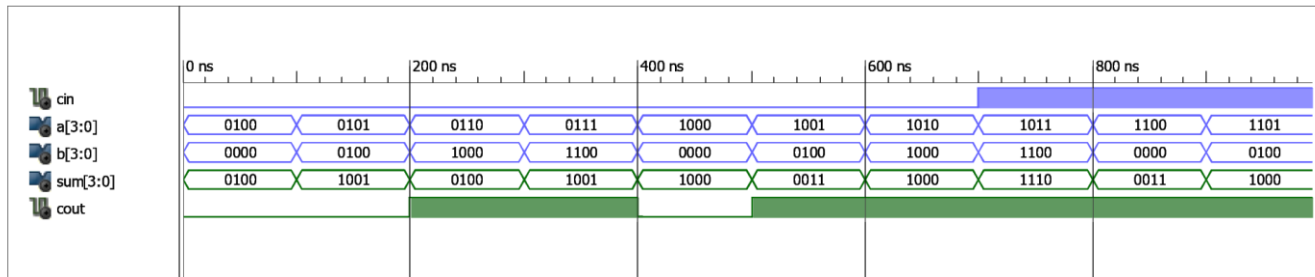 0 ns 200 ns 400 ns 600 ns 800 ns
cin
a[3:0] 0100 0101 0110 0111 1000 1001 1010 1011 1100 1101
b[3:0] 0000 0100 1000 1100 0000 0100 1000 1100 0000 0100
sum[3:0] 0100 1001 0100 1001 1000 0011 1000 1110 0011 1000
cout